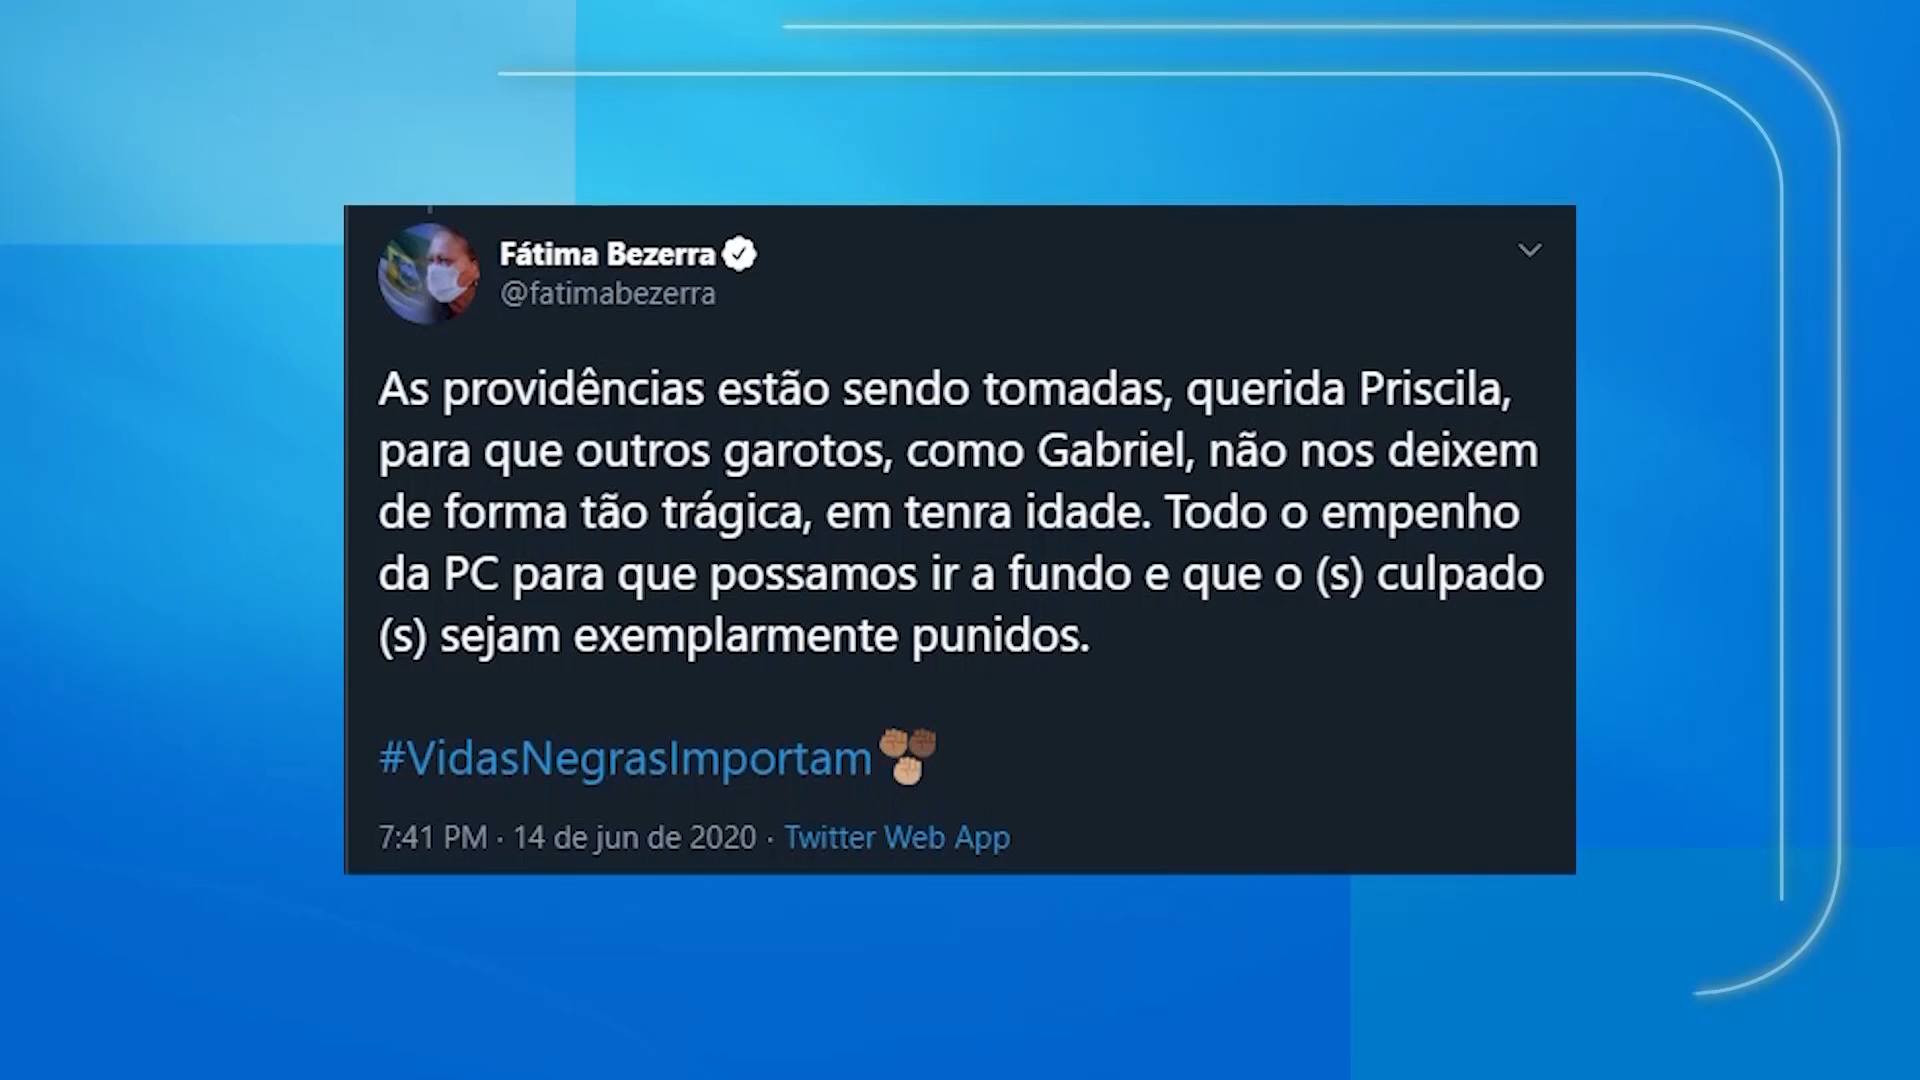 Fátima Bezerra
@fatimabezerra
As providências estão sendo tomadas, querida Priscila,
para que outros garotos, como Gabriel, não nos deixem
de forma tão trágica, em tenra idade. Todo o empenho
da PC para que possamos ir a fundo e que o (s) culpado
(s) sejam exemplarmente punidos.
#VidasNegrasImportam
7:41 PM · 14 de jun de 2020 · Twitter Web App